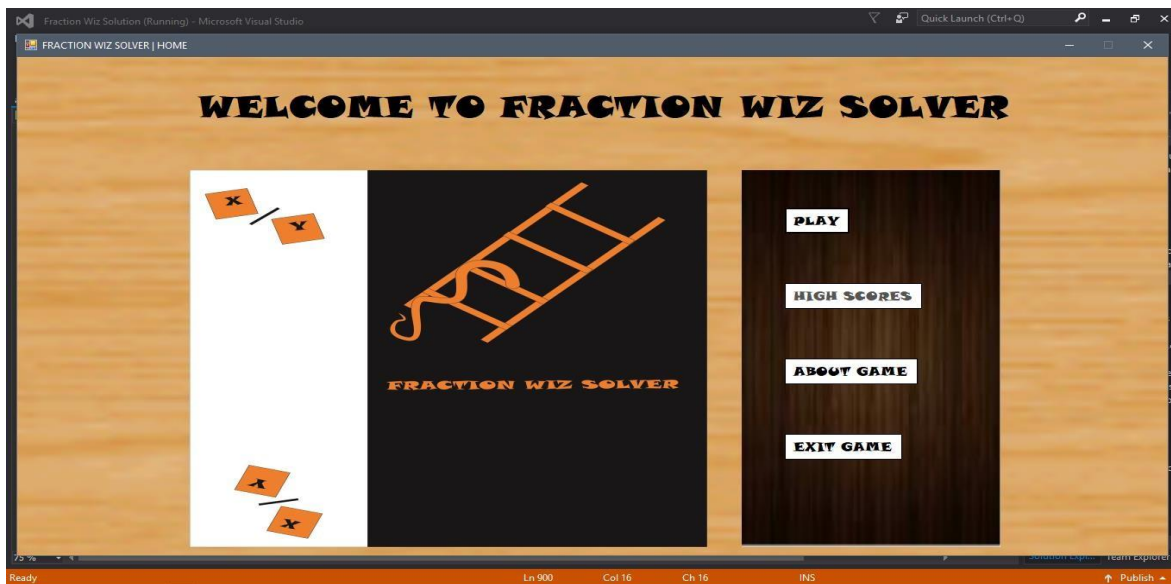 Fraction Wiz Solution (Running) - Microsoft Visual Studio
Quick Launch (Ctrl+Q)
FRACTION WIZ SOLVER | HOME
WELCOME TO FRACTION WIZ SOLVER
X
Y
FRACTION WIZ SOLVER
Y
X
PLAY
HIGH SCORES
ABOUT GAME
EXIT GAME
75 %
Team Explorer
Ready
Ln 900
Col 16
Ch 16
INS
Publish